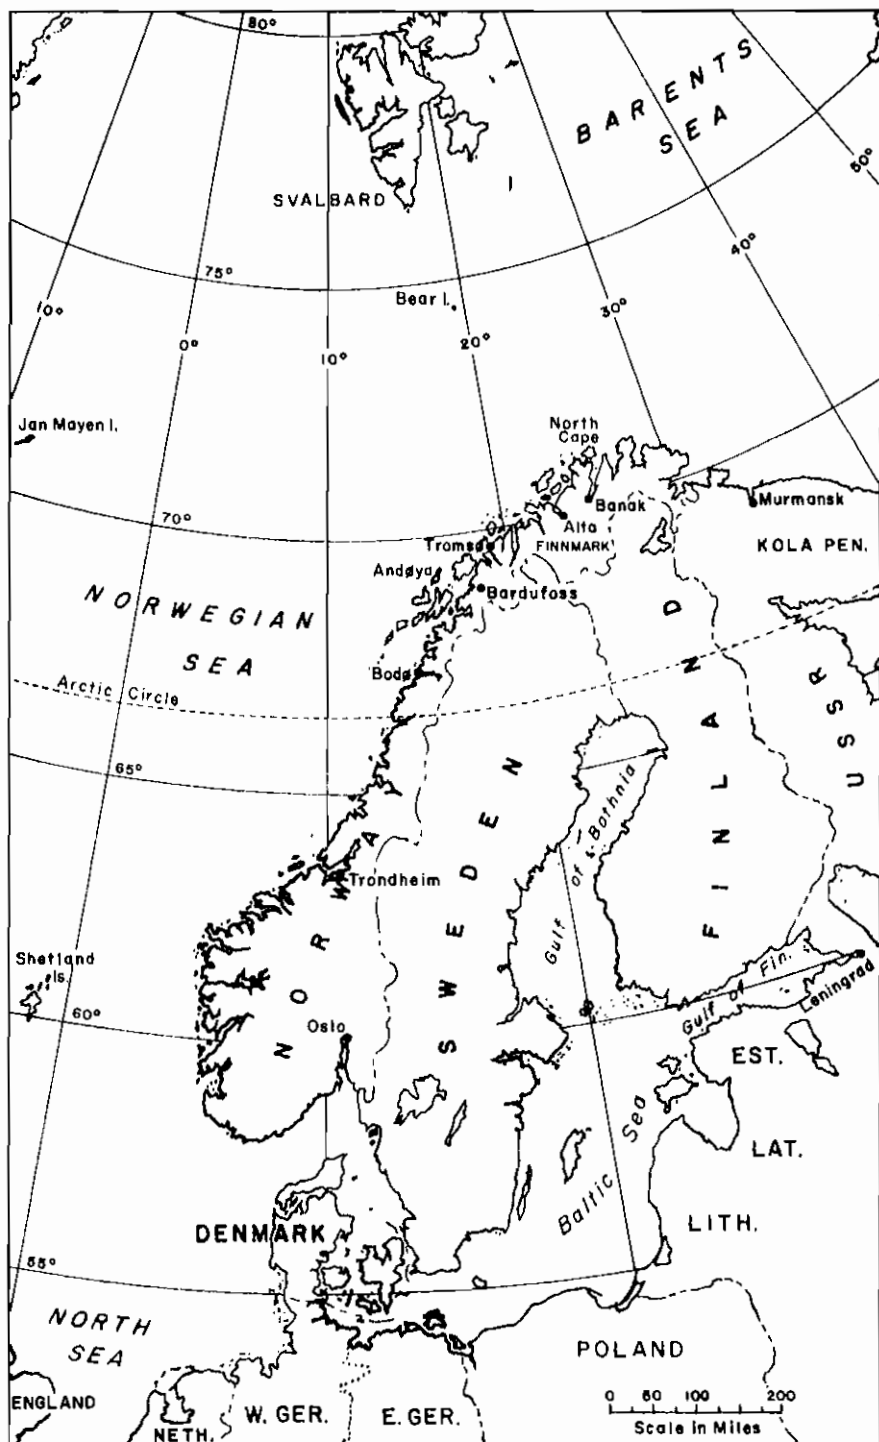 80°
BARENTS
SEA
50°
SVALBARD
40°
75°
Bear I.
30°
10°
0°
10°
20°
Jan Mayen I.
North
Cape
Banak
Murmansk
70°
Alta
Tromsø
FINNMARK
KOLA PEN.
Andøya
Bardufoss
NORWEGIAN
SEA
Bodø
Arctic Circle
65°
USSR
FINLAND
SWEDEN
NORWAY
Gulf of Bothnia
Trondheim
Shetland
Is.
60°
Oslo
Gulf of Fin.
Leningrad
EST.
Baltic Sea
LAT.
DENMARK
LITH.
55°
NORTH
SEA
POLAND
ENGLAND
NETH.
W. GER.
E. GER.
0 50 100 200
Scale in Miles